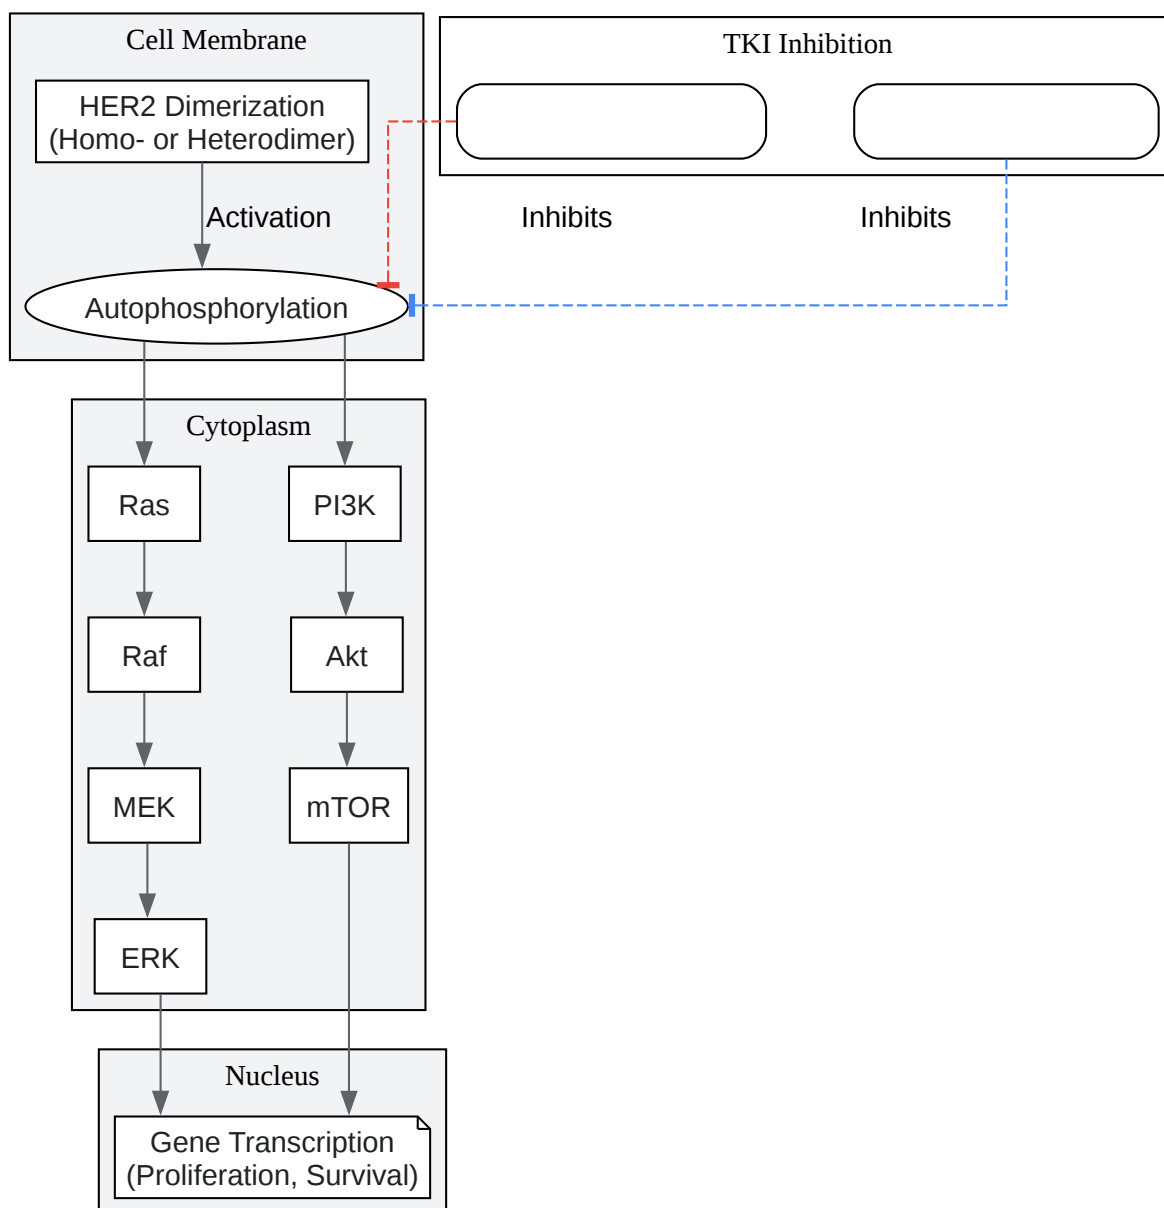 Cell Membrane
TKI Inhibition
HER2 Dimerization
(Homo- or Heterodimer)
Activation
Inhibits
Inhibits
Autophosphorylation
Cytoplasm
Ras
PI3K
Raf
Akt
MEK
mTOR
ERK
Nucleus
Gene Transcription
(Proliferation, Survival)